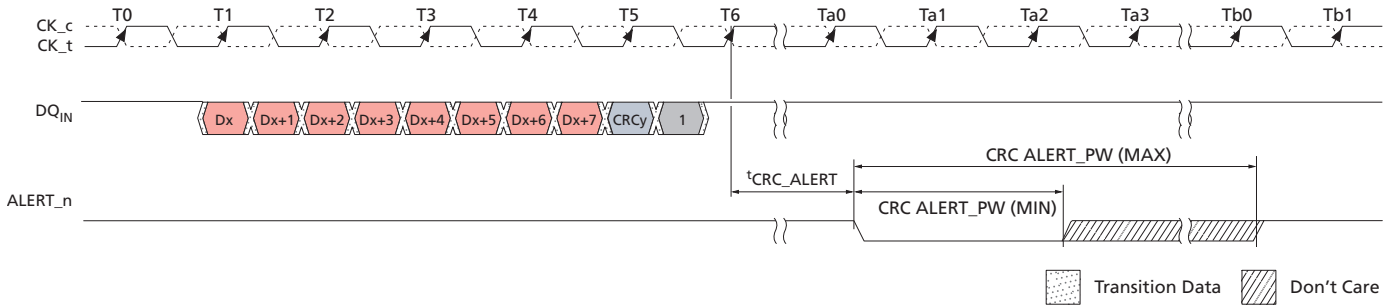 T0 T1 T2 T3 T4 T5 T6 Ta0 Ta1 Ta2 Ta3 Tb0 Tb1
CK_c
CK_t
DQIN
Dx Dx+1 Dx+2 Dx+3 Dx+4 Dx+5 Dx+6 Dx+7 CRCy 1
CRC ALERT_PW (MAX)
tCRC_ALERT
CRC ALERT_PW (MIN)
ALERT_n
Transition Data Don't Care